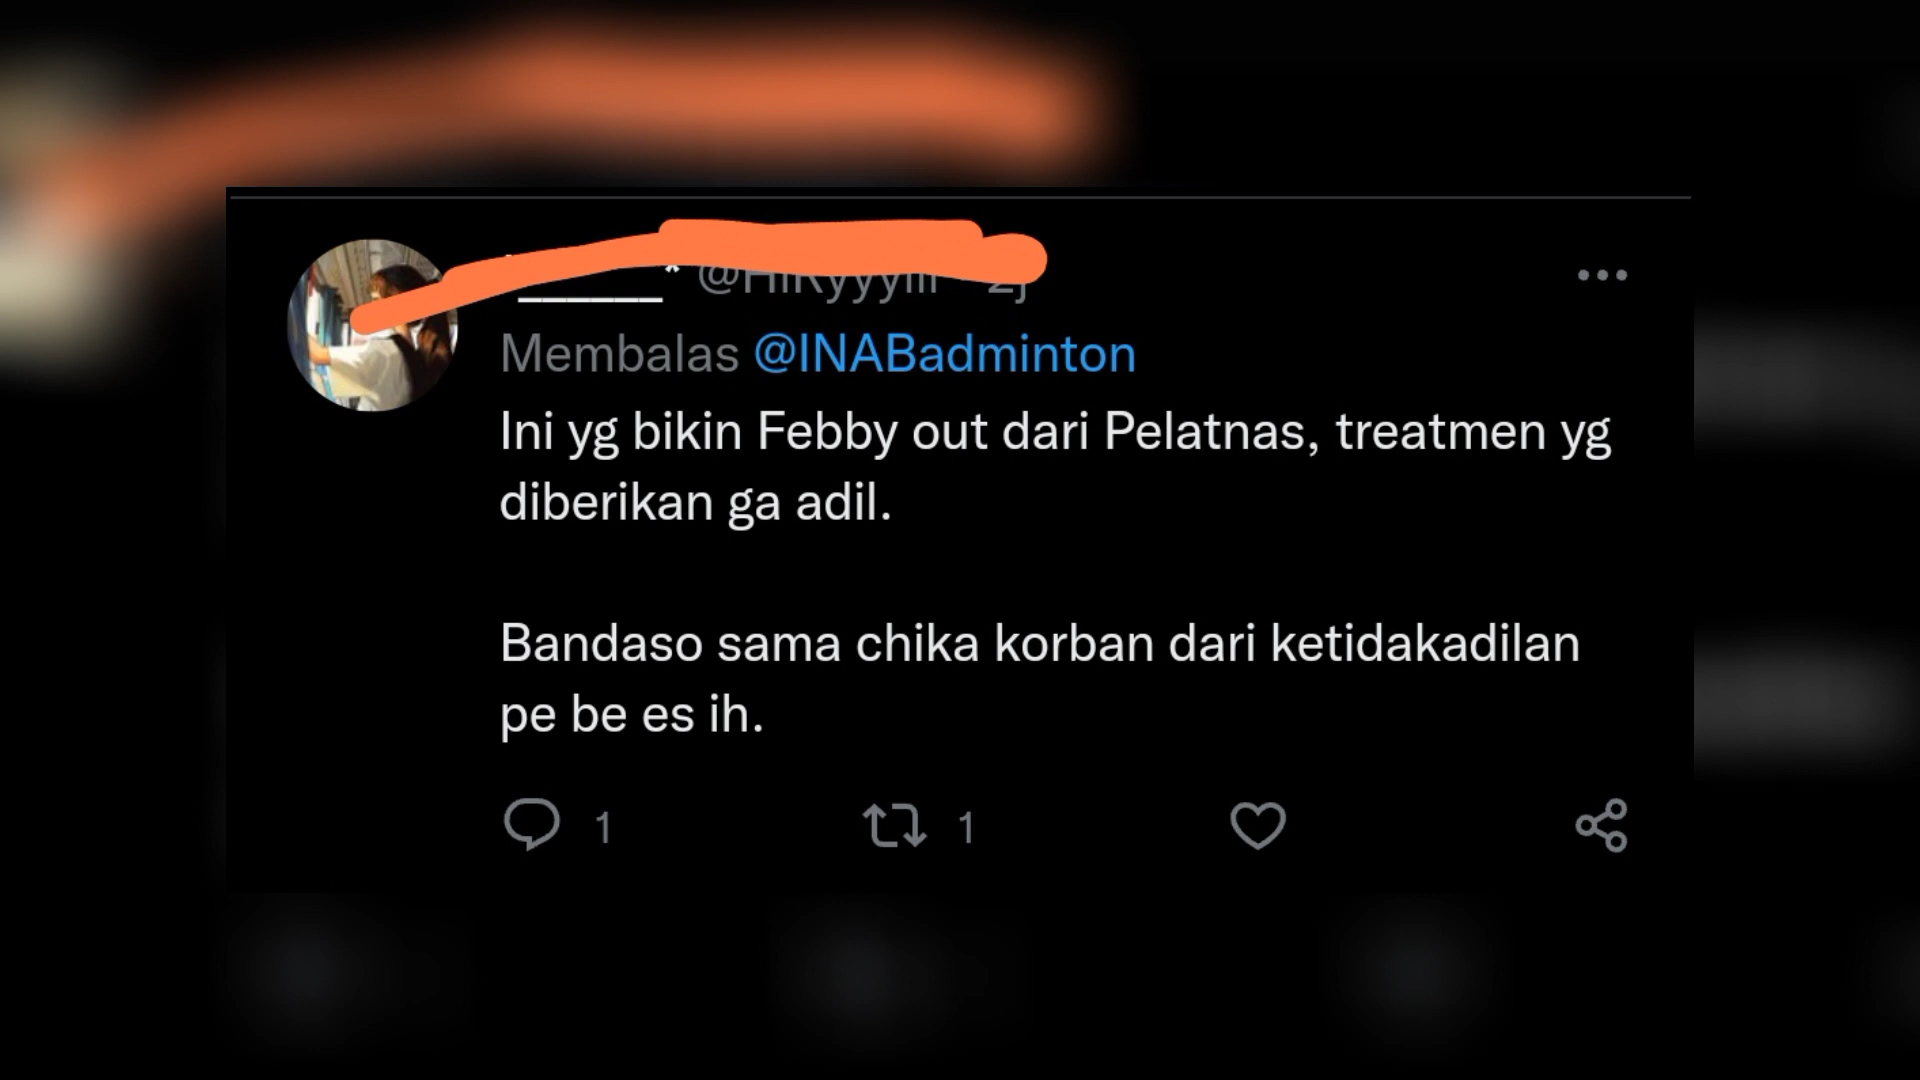 Membalas @INABadminton
Ini yg bikin Febby out dari Pelatnas, treatmen yg
diberikan ga adil.
Bandaso sama chika korban dari ketidakadilan
pe be es ih.
1 1